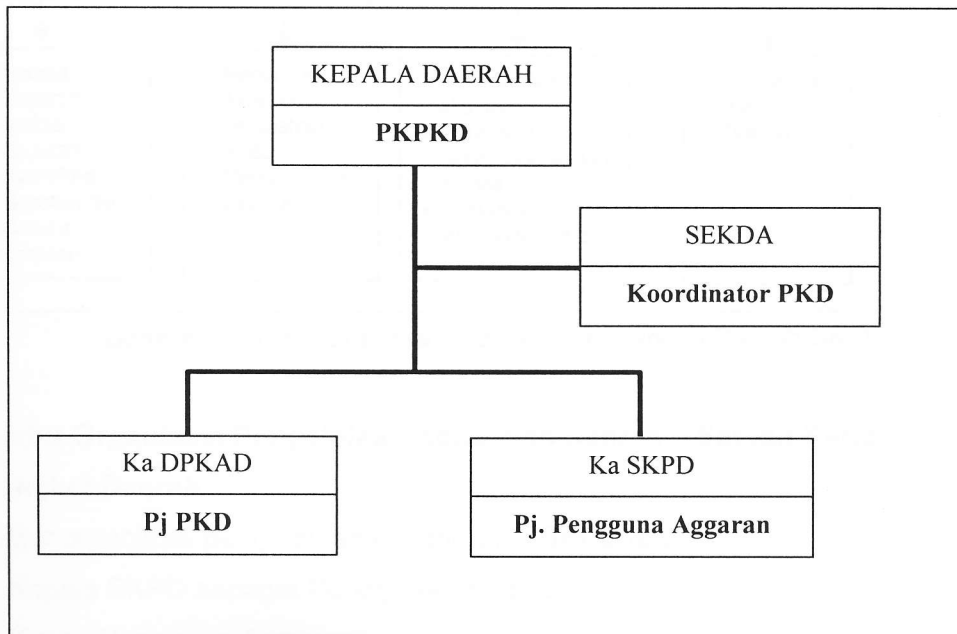 KEPALA DAERAH
PKPKD
SEKDA
Koordinator PKD
Ka DPKAD
Pj PKD
Ka SKPD
Pj. Pengguna Aggaran